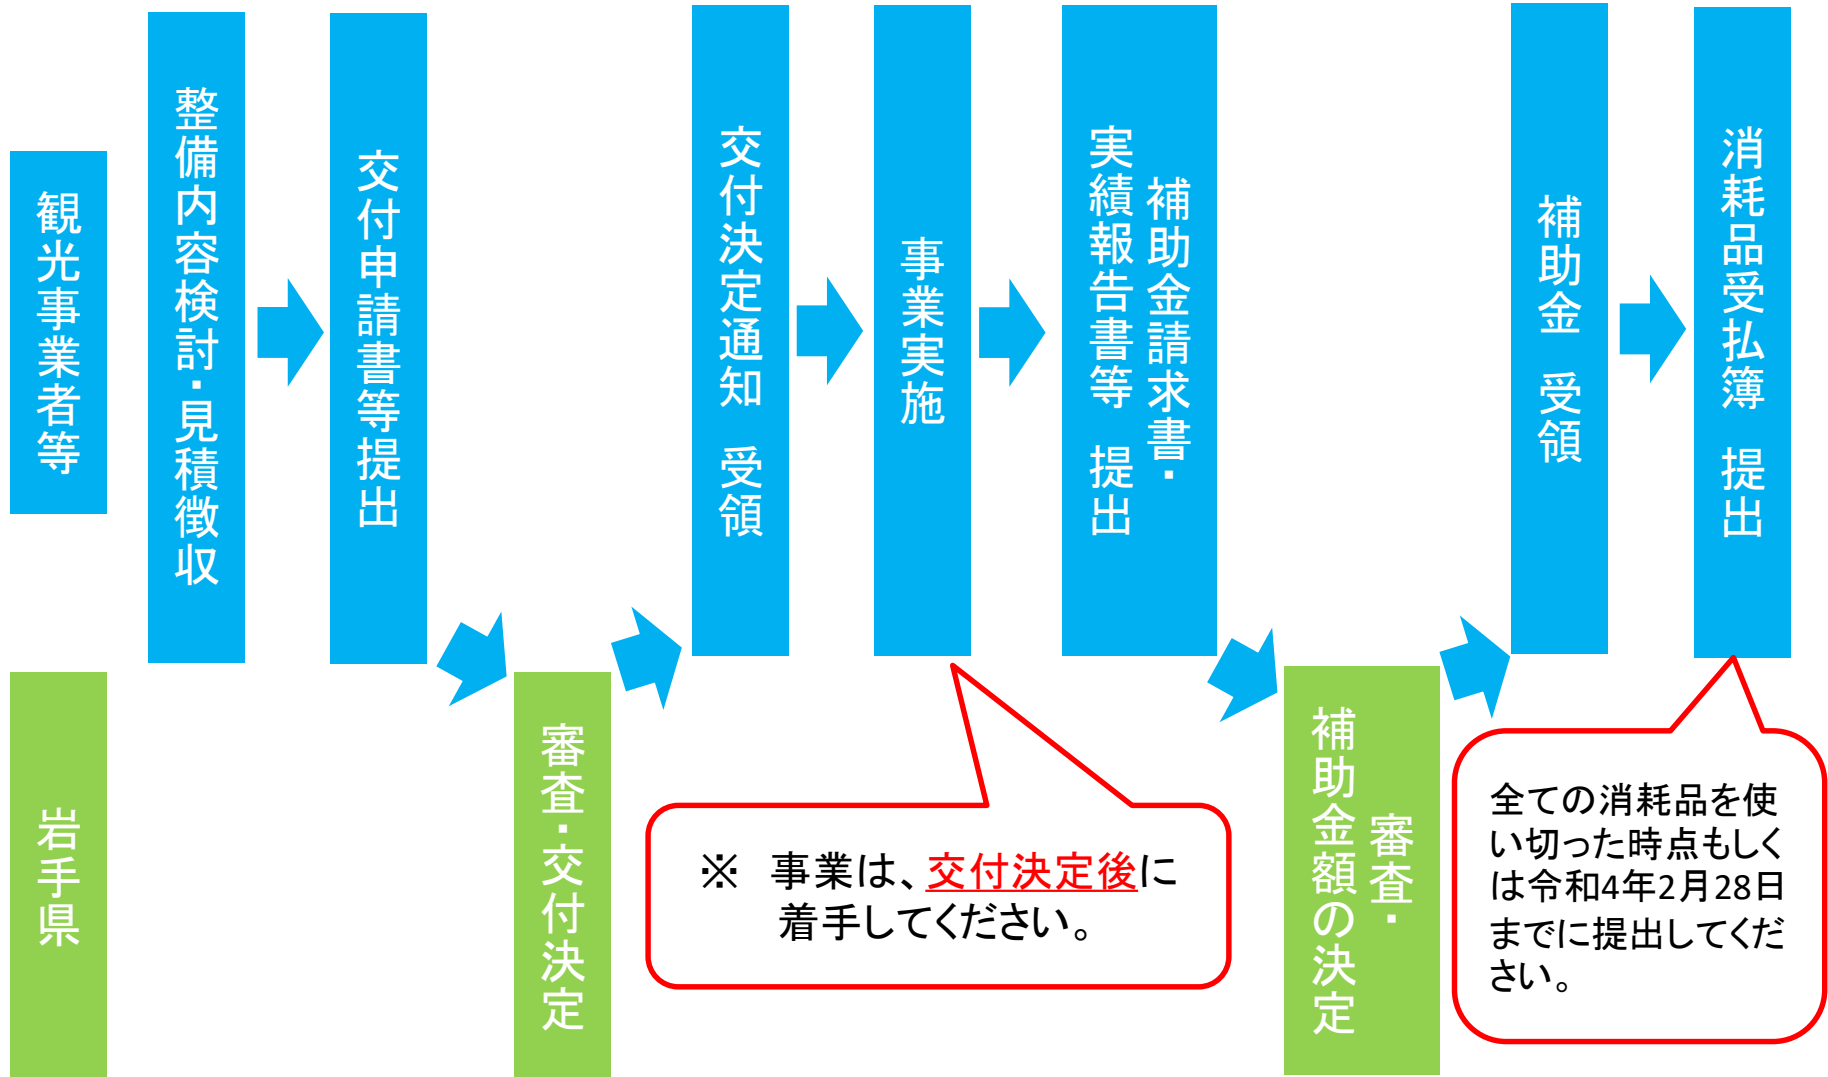 観光事業者等
整備内容検討・見積徴収
交付申請書等提出
交付決定通知　受領
事業実施
補助金請求書・
実績報告書等　提出
補助金　受領
消耗品受払簿　提出
岩手県
審査・交付決定
※　事業は、交付決定後に
着手してください。
審査・
補助金額の決定
全ての消耗品を使
い切った時点もしく
は令和4年2月28日
までに提出してくだ
さい。